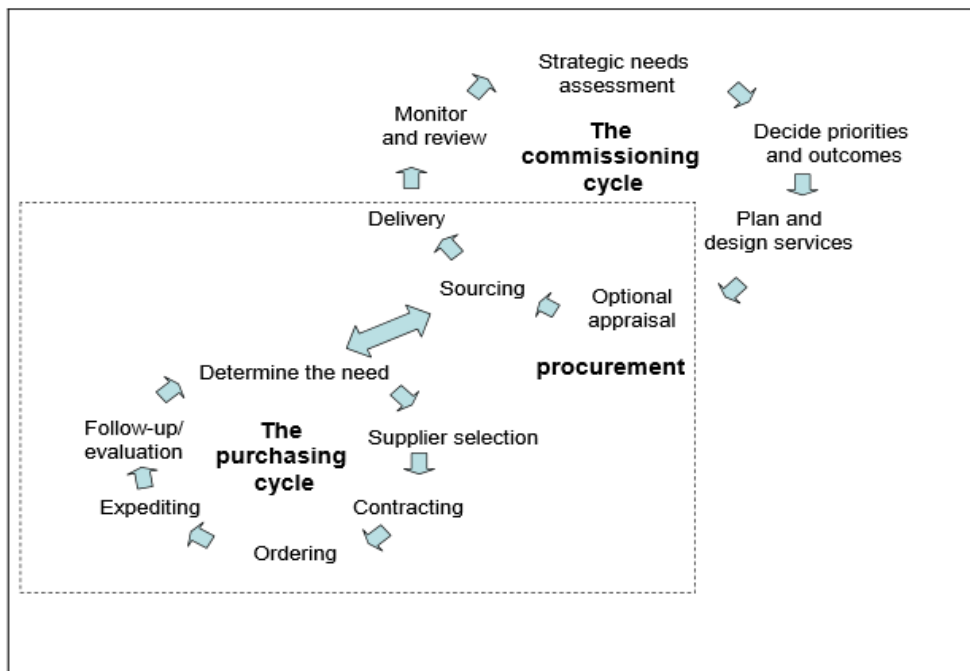 Strategic needs
assessment
Monitor
and review
The
commissioning
cycle
Decide priorities
and outcomes
Delivery
Plan and
design services
Sourcing
Optional
appraisal
procurement
Determine the need
Follow-up/
evaluation
The
purchasing
cycle
Supplier selection
Expediting
Contracting
Ordering